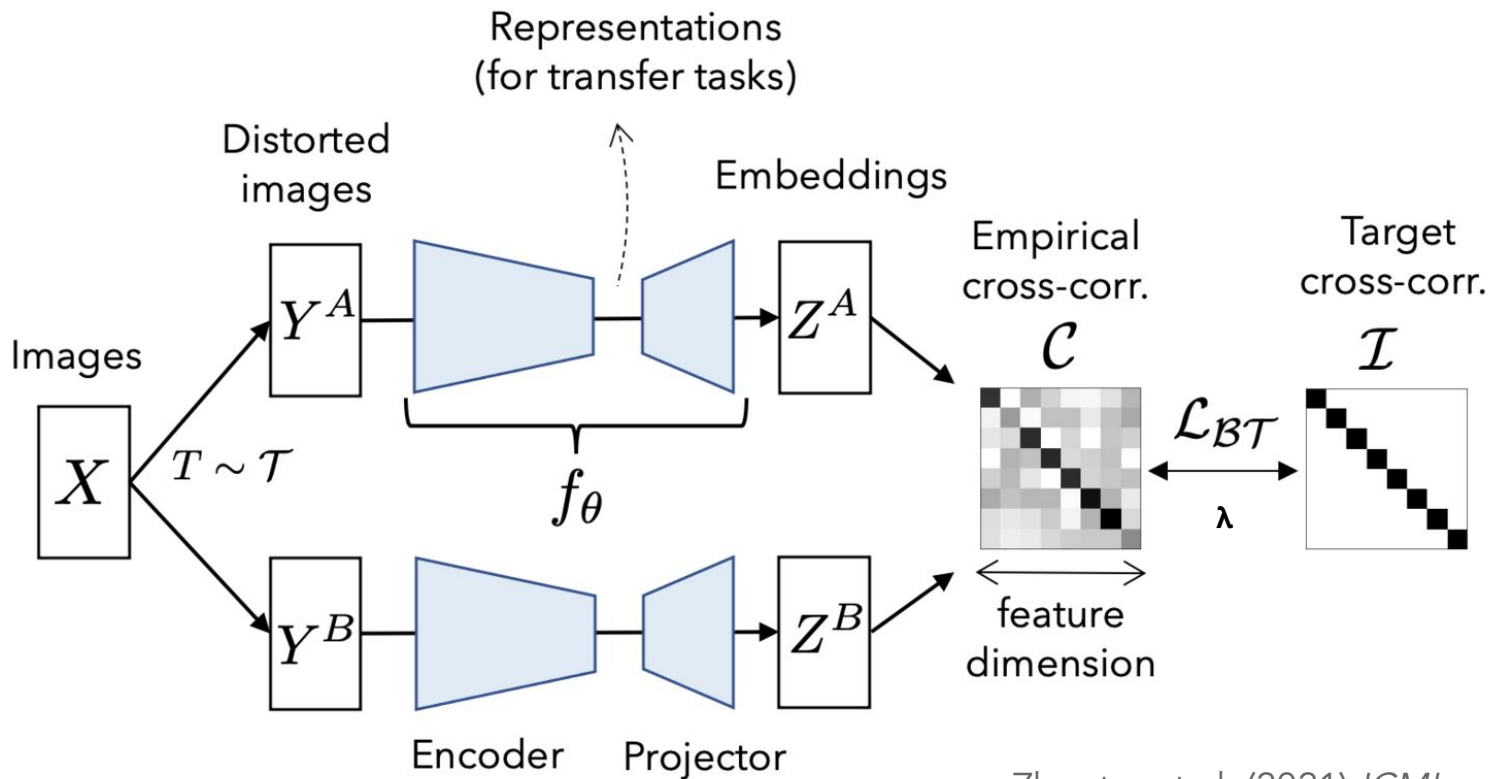 Representations
(for transfer tasks)
Distorted
images
Embeddings
Empirical
cross-corr.
Target
cross-corr.
Images
X
T ∼ 𝒯
Y^A
Z^A
𝒞
ℐ
ℒ_ℬ𝒯
λ
f_θ
Y^B
Z^B
feature
dimension
Encoder
Projector